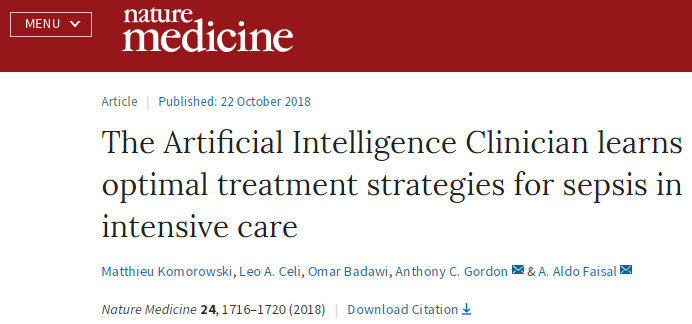 MENU
nature
medicine
Article | Published: 22 October 2018
The Artificial Intelligence Clinician learns
optimal treatment strategies for sepsis in
intensive care
Matthieu Komorowski, Leo A. Celi, Omar Badawi, Anthony C. Gordon & A. Aldo Faisal
Nature Medicine 24, 1716–1720 (2018) | Download Citation